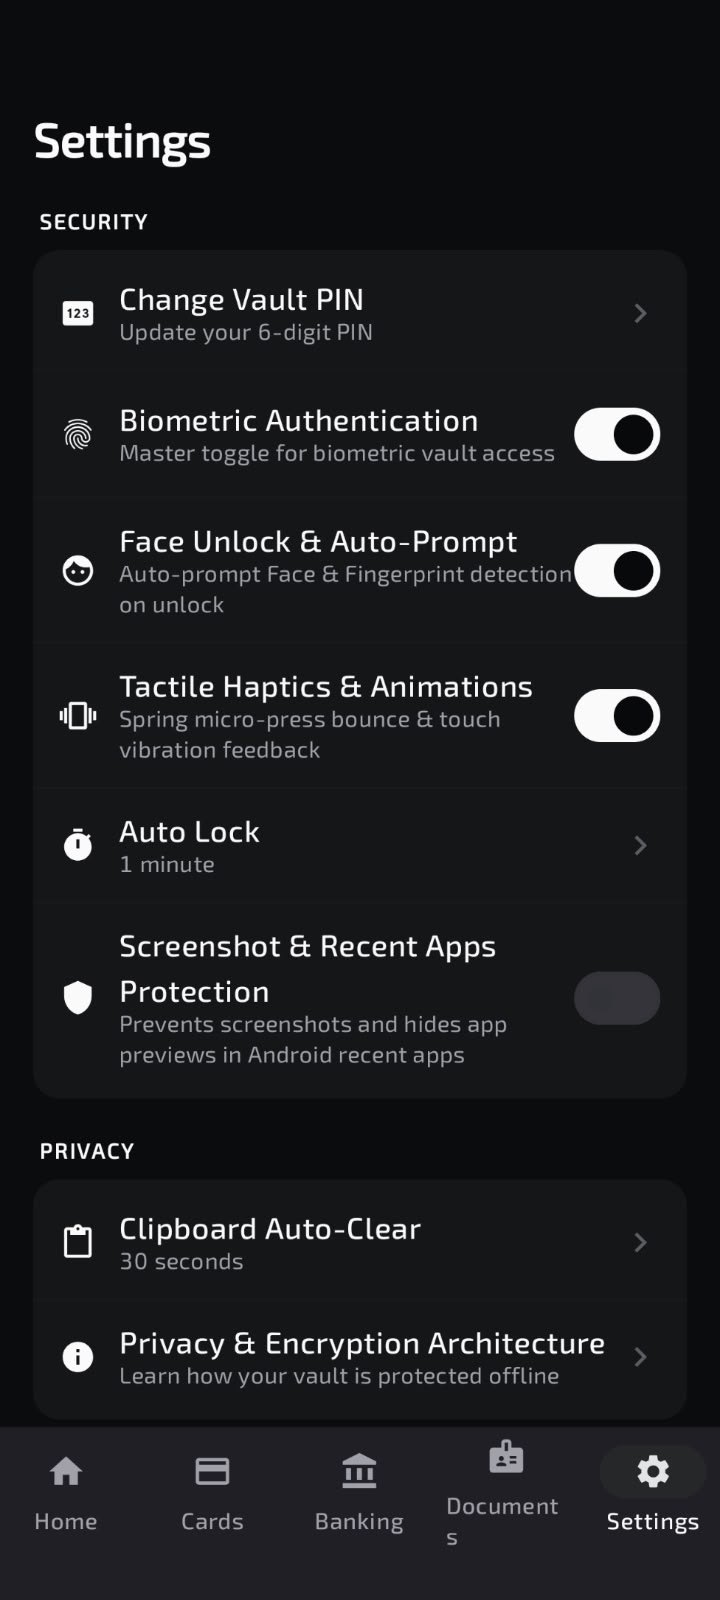 Settings
SECURITY
123
Change Vault PIN
Update your 6-digit PIN
Biometric Authentication
Master toggle for biometric vault access
Face Unlock & Auto-Prompt
Auto-prompt Face & Fingerprint detection
on unlock
Tactile Haptics & Animations
Spring micro-press bounce & touch
vibration feedback
Auto Lock
1 minute
Screenshot & Recent Apps
Protection
Prevents screenshots and hides app
previews in Android recent apps
PRIVACY
Clipboard Auto-Clear
30 seconds
Privacy & Encryption Architecture
Learn how your vault is protected offline
Home
Cards
Banking
Document
s
Settings